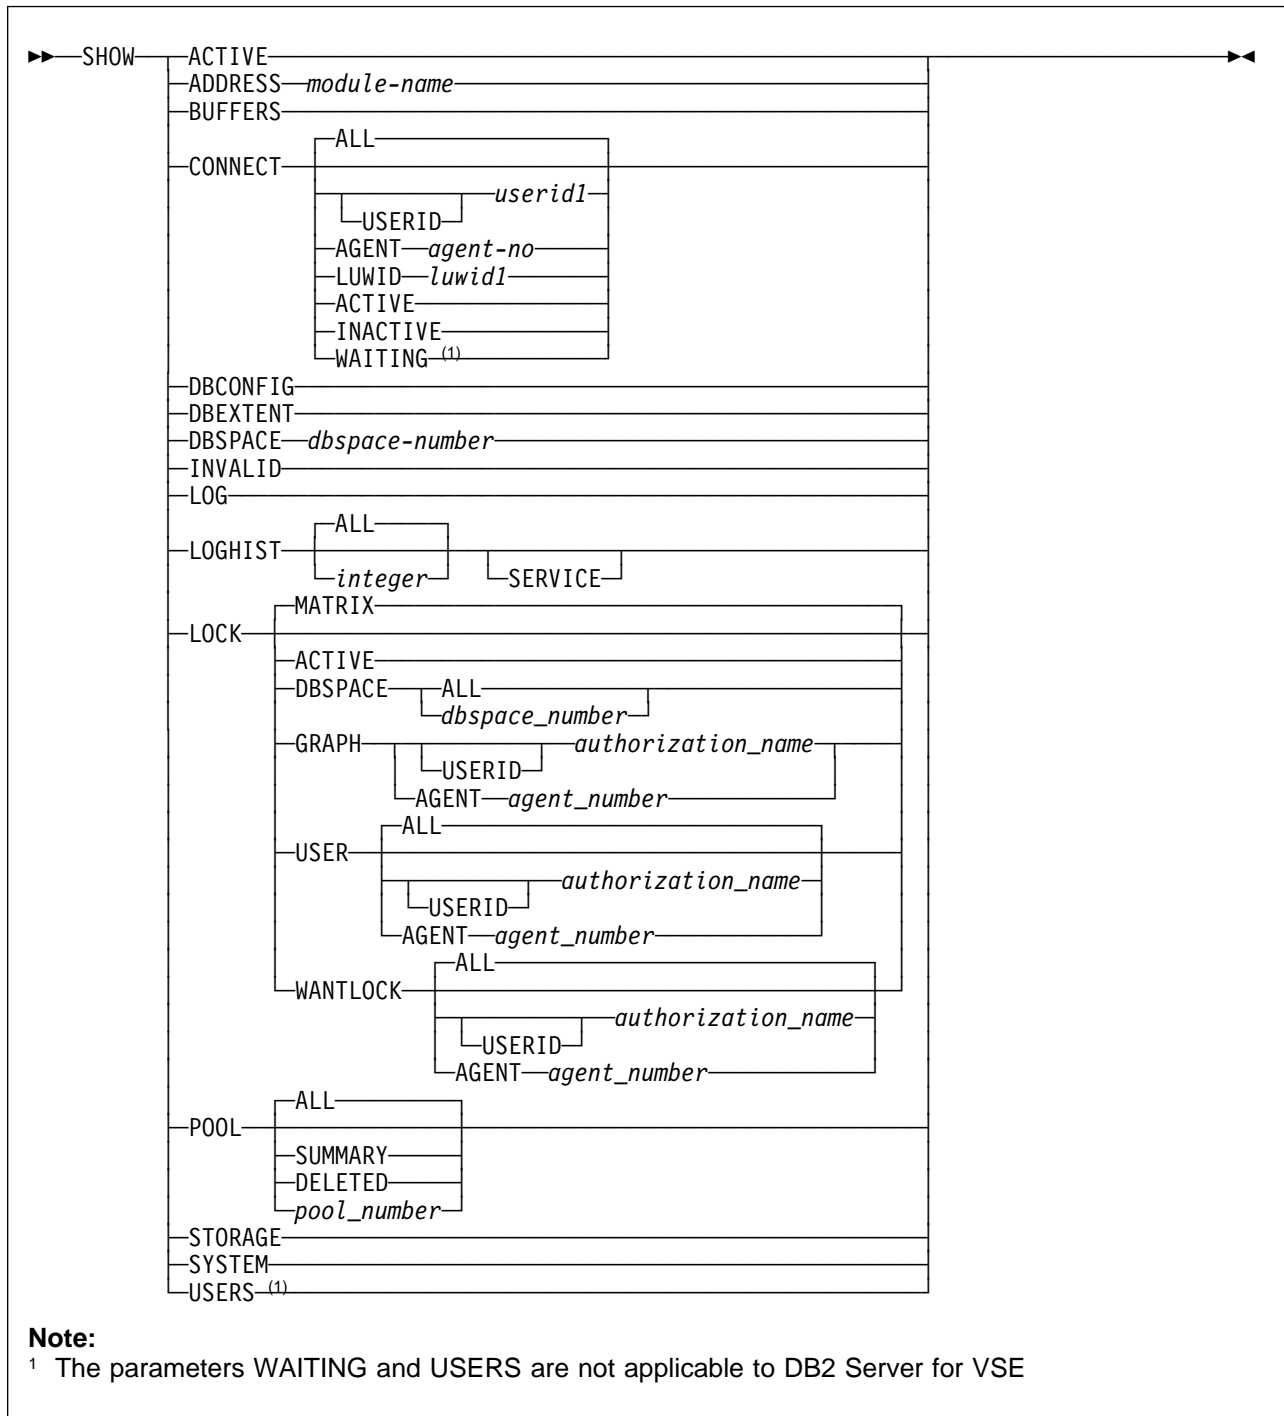 SHOW ACTIVE
ADDRESS module-name
BUFFERS
ALL
CONNECT
userid1
USERID
AGENT agent-no
LUWID luwid1
ACTIVE
INACTIVE
WAITING (1)
DBCONFIG
DBEXTENT
DBSPACE dbspace-number
INVALID
LOG
ALL
LOGHIST
integer SERVICE
MATRIX
LOCK
ACTIVE
DBSPACE ALL
dbspace_number
GRAPH authorization_name
USERID
AGENT agent_number
ALL
USER
authorization_name
USERID
AGENT agent_number
ALL
WANTLOCK
authorization_name
USERID
AGENT agent_number
ALL
POOL
SUMMARY
DELETED
pool_number
STORAGE
SYSTEM
USERS (1)
Note:
1 The parameters WAITING and USERS are not applicable to DB2 Server for VSE